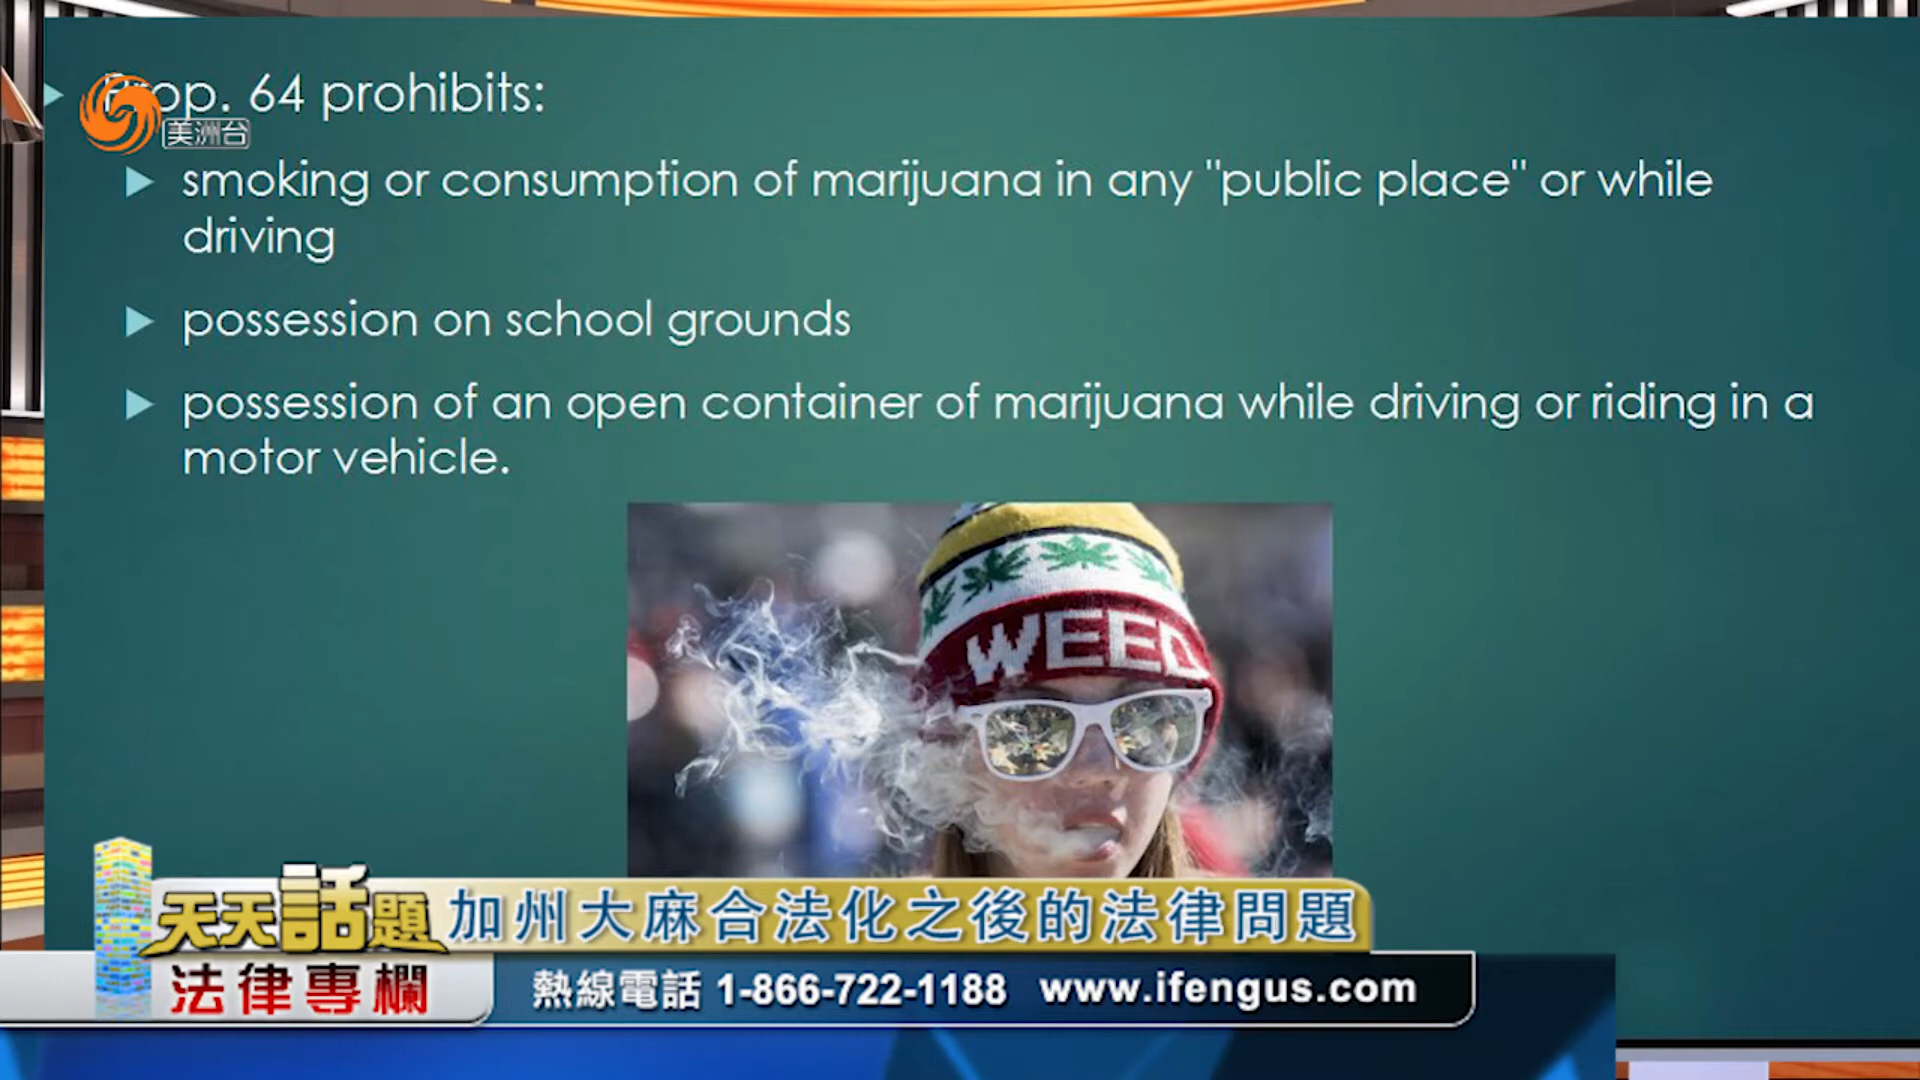 Prop. 64 prohibits:
美洲台
smoking or consumption of marijuana in any "public place" or while
driving
possession on school grounds
possession of an open container of marijuana while driving or riding in a
motor vehicle.
WEED
天天話題 加州大麻合法化之後的法律問題
法律專欄 熱線電話 1-866-722-1188 www.ifengus.com